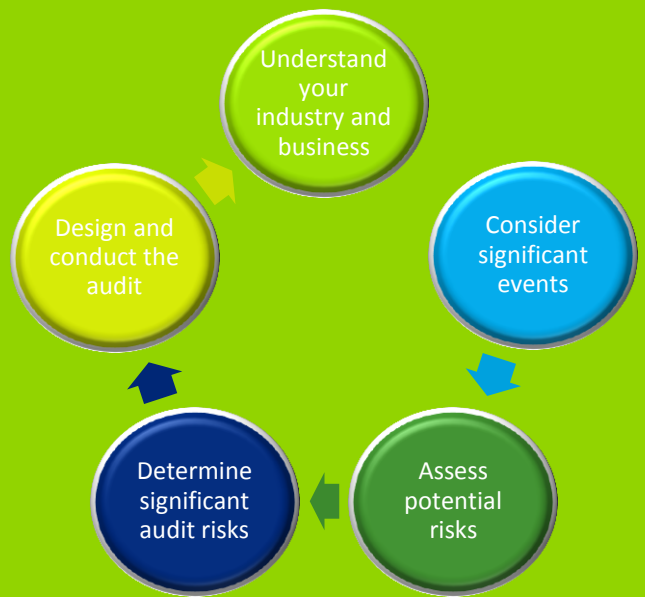 Understand
your
industry and
business
Consider
significant
events
Assess
potential
risks
Determine
significant
audit risks
Design and
conduct the
audit